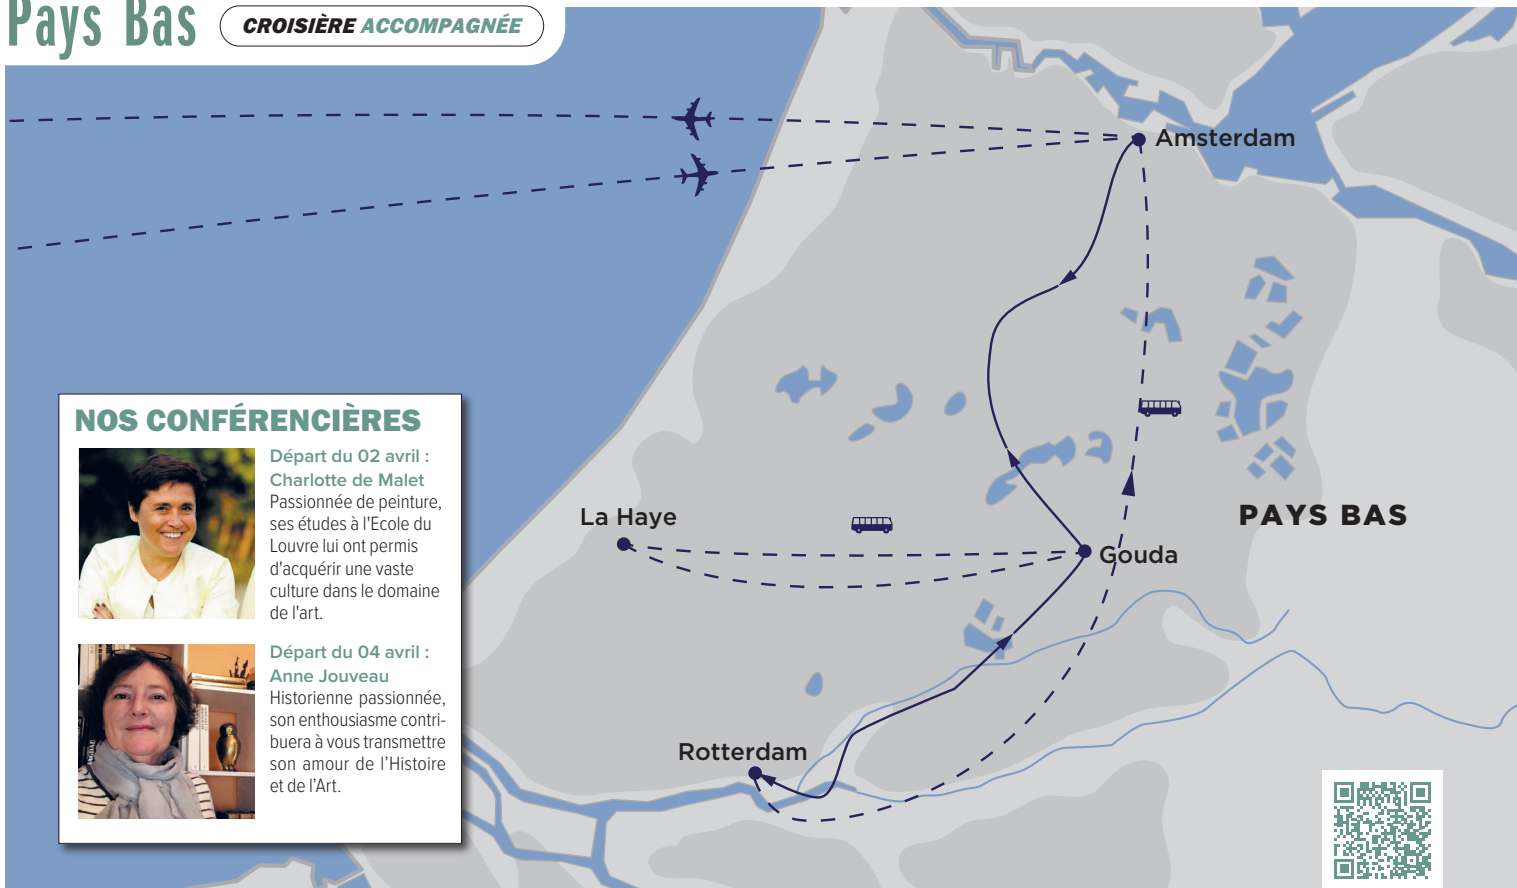 Pays Bas
CROISIÈRE ACCOMPAGNÉE
Amsterdam
NOS CONFÉRENCIÈRES
Départ du 02 avril :
Charlotte de Malet
Passionnée de peinture,
ses études à l'Ecole du
Louvre lui ont permis
d'acquérir une vaste
culture dans le domaine
de l'art.
Départ du 04 avril :
Anne Jouveau
Historienne passionnée,
son enthousiasme contri-
buera à vous transmettre
son amour de l'Histoire
et de l'Art.
La Haye
PAYS BAS
Gouda
Rotterdam